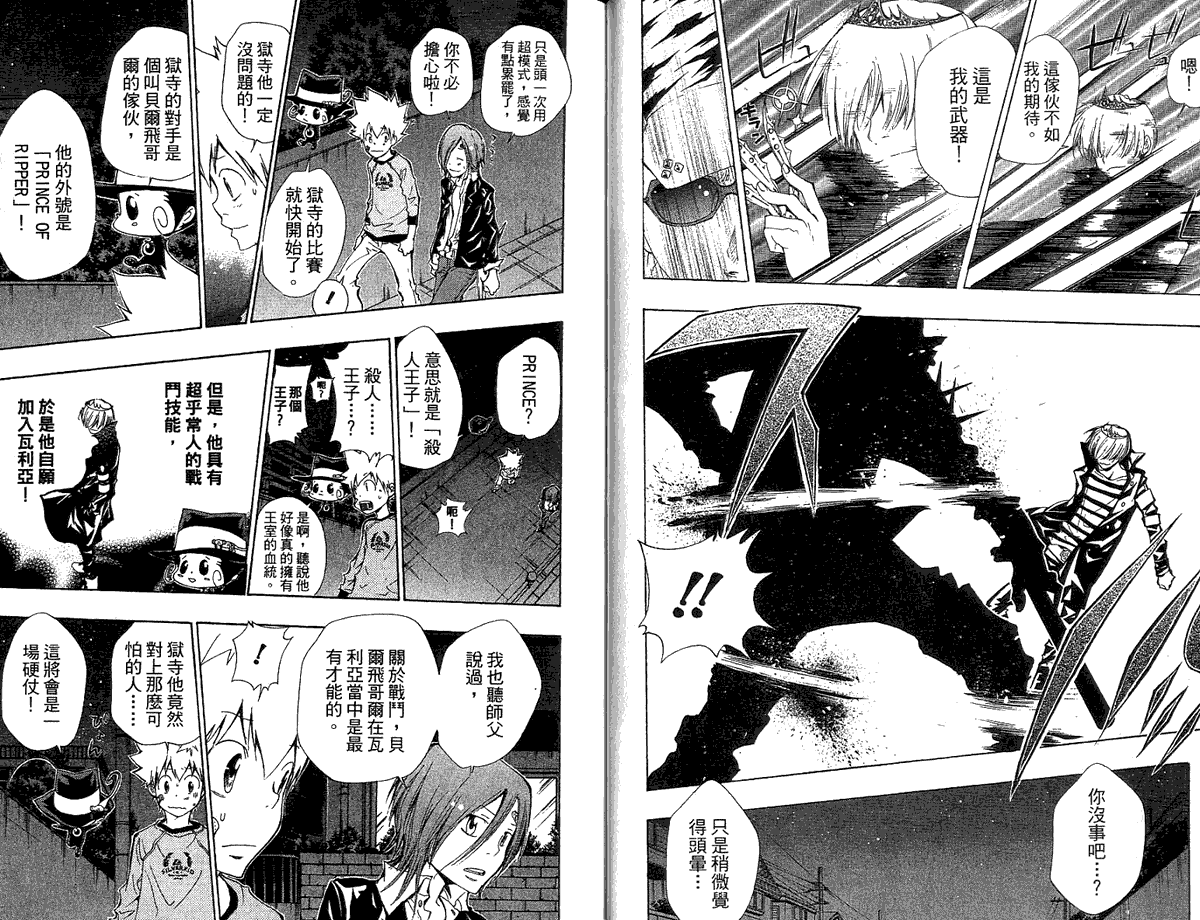 嗯!
這傢伙不如
我的期待。
這是
我的武器!
キラン
ス
!!
你沒事吧…?
只是稍微覺
得頭暈…
只是頭一次用
超模式,感覺
有點累罷了,
你不必
擔心啦!
獄寺的比賽
就快開始了。
!
獄寺他一定
沒問題的!
獄寺的對手是
個叫貝爾飛哥
爾的傢伙,
他的外號是
「PRINCE OF
RIPPER」!
PRINCE?
意思就是「殺
人王子」!
呃!
殺人……
王子…?
呃?
那個
王子?
是啊,聽說他
好像真的擁有
王室的血統。
但是,他具有
超乎常人的戰
鬥技能,
於是他自願
加入瓦利亞!
我也聽師父
說過,
關於戰鬥,貝
爾飛哥爾在瓦
利亞當中是最
有才能的。
!
獄寺他竟然
對上那麼可
怕的人……
ぴょん
這將會是一
場硬仗!